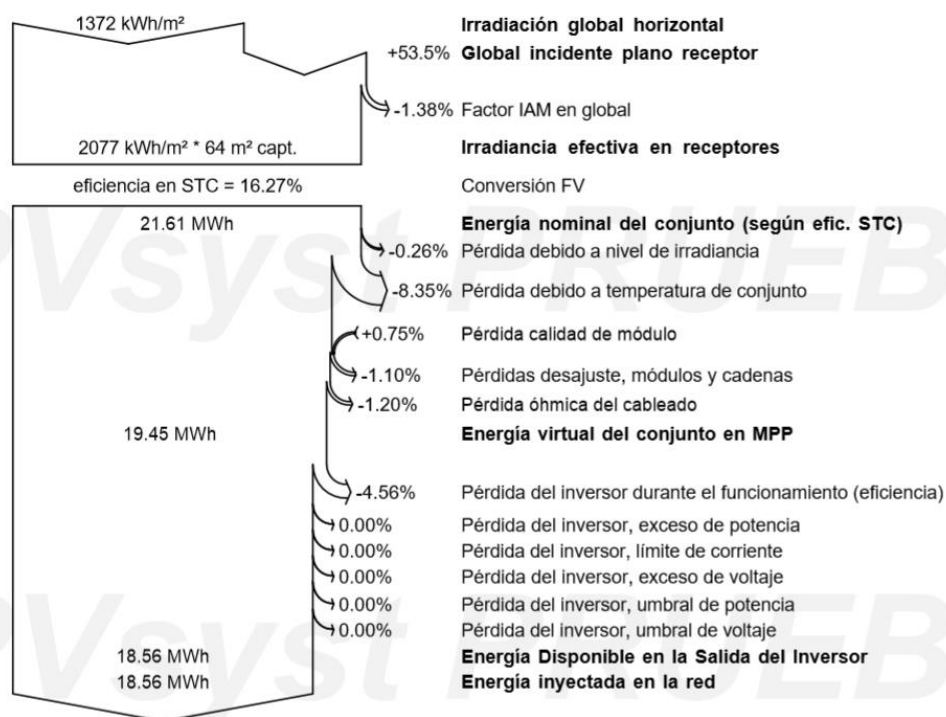 1372 kWh/m² Irradiación global horizontal
+53.5% Global incidente plano receptor
-1.38% Factor IAM en global
2077 kWh/m² * 64 m² capt. Irradiancia efectiva en receptores
eficiencia en STC = 16.27% Conversión FV
21.61 MWh Energía nominal del conjunto (según efic. STC)
-0.26% Pérdida debido a nivel de irradiancia
-8.35% Pérdida debido a temperatura de conjunto
+0.75% Pérdida calidad de módulo
-1.10% Pérdidas desajuste, módulos y cadenas
-1.20% Pérdida óhmica del cableado
19.45 MWh Energía virtual del conjunto en MPP
-4.56% Pérdida del inversor durante el funcionamiento (eficiencia)
0.00% Pérdida del inversor, exceso de potencia
0.00% Pérdida del inversor, límite de corriente
0.00% Pérdida del inversor, exceso de voltaje
0.00% Pérdida del inversor, umbral de potencia
0.00% Pérdida del inversor, umbral de voltaje
18.56 MWh Energía Disponible en la Salida del Inversor
18.56 MWh Energía inyectada en la red
PVsyst PRUEB
PVsyst PRUEB